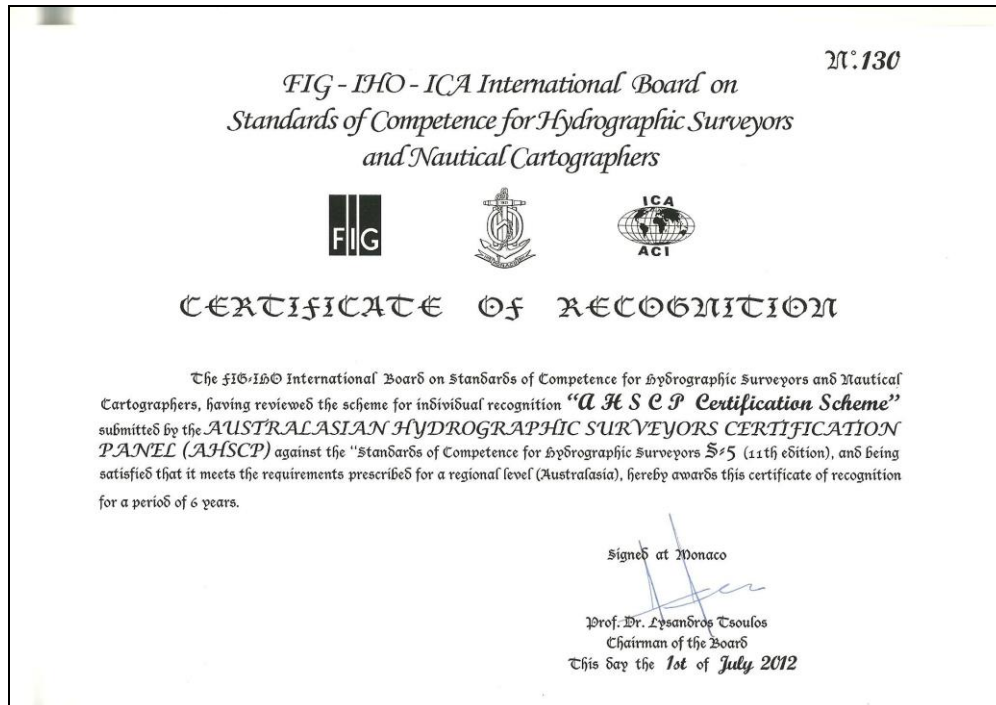 N°.130
FIG - IHO - ICA International Board on
Standards of Competence for Hydrographic Surveyors
and Nautical Cartographers
FIG
ICA
ACI
CERTIFICATE OF RECOGNITION
The FIG-IHO International Board on Standards of Competence for Hydrographic Surveyors and Nautical
Cartographers, having reviewed the scheme for individual recognition "A H S C P Certification Scheme"
submitted by the AUSTRALASIAN HYDROGRAPHIC SURVEYORS CERTIFICATION
PANEL (AHSCP) against the "Standards of Competence for Hydrographic Surveyors S-5 (11th edition), and being
satisfied that it meets the requirements prescribed for a regional level (Australasia), hereby awards this certificate of recognition
for a period of 6 years.
Signed at Monaco
Prof. Dr. Lysandros Tsoulos
Chairman of the Board
This day the 1st of July 2012